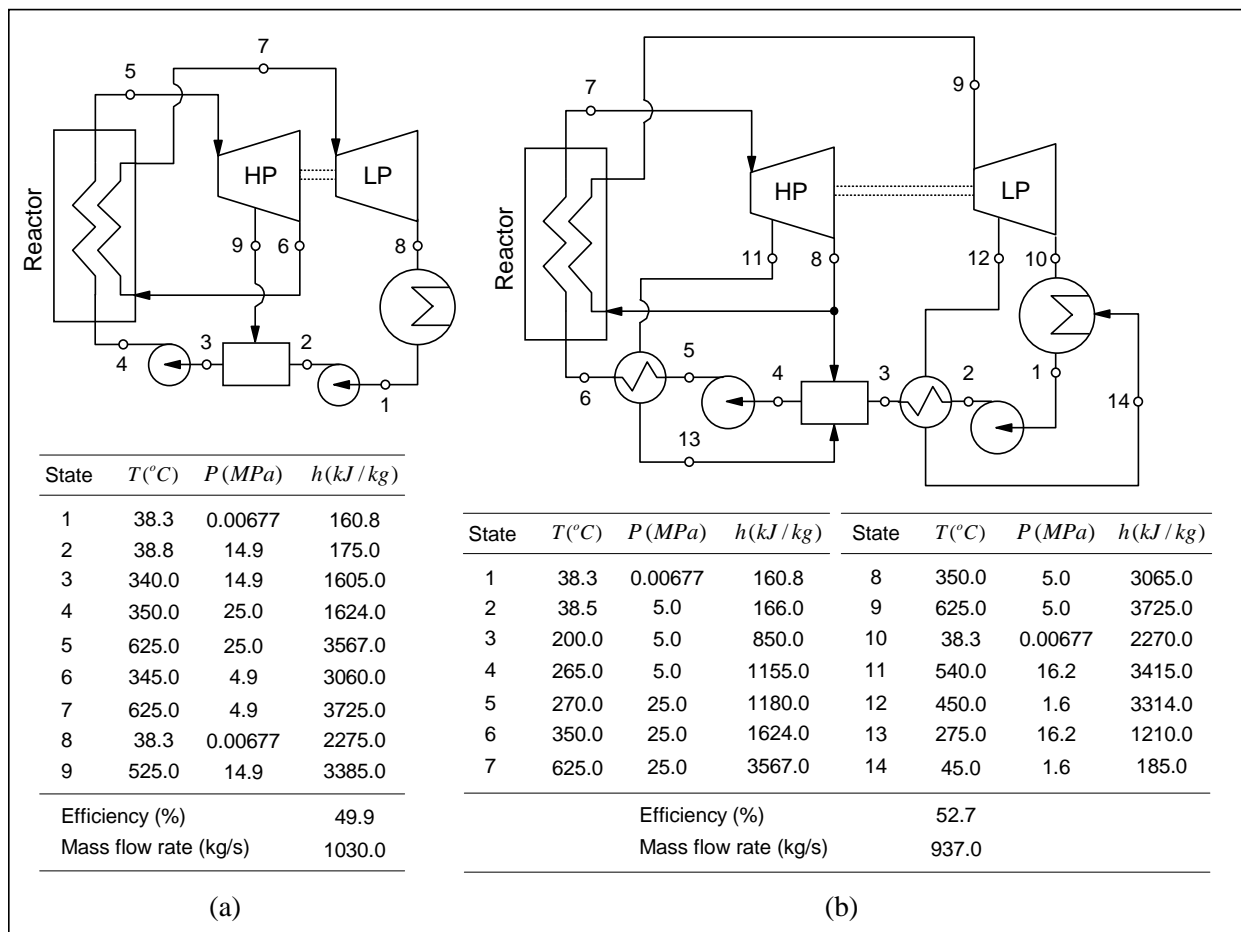 7
5
HP
LP
Reactor
9
6
8
4
3
2
1
State T(°C) P(MPa) h(kJ/kg)
1 38.3 0.00677 160.8
2 38.8 14.9 175.0
3 340.0 14.9 1605.0
4 350.0 25.0 1624.0
5 625.0 25.0 3567.0
6 345.0 4.9 3060.0
7 625.0 4.9 3725.0
8 38.3 0.00677 2275.0
9 525.0 14.9 3385.0
Efficiency (%) 49.9
Mass flow rate (kg/s) 1030.0
(a)
7
9
HP
LP
Reactor
11
8
12
10
6
5
4
3
2
1
14
13
State T(°C) P(MPa) h(kJ/kg) State T(°C) P(MPa) h(kJ/kg)
1 38.3 0.00677 160.8 8 350.0 5.0 3065.0
2 38.5 5.0 166.0 9 625.0 5.0 3725.0
3 200.0 5.0 850.0 10 38.3 0.00677 2270.0
4 265.0 5.0 1155.0 11 540.0 16.2 3415.0
5 270.0 25.0 1180.0 12 450.0 1.6 3314.0
6 350.0 25.0 1624.0 13 275.0 16.2 1210.0
7 625.0 25.0 3567.0 14 45.0 1.6 185.0
Efficiency (%) 52.7
Mass flow rate (kg/s) 937.0
(b)